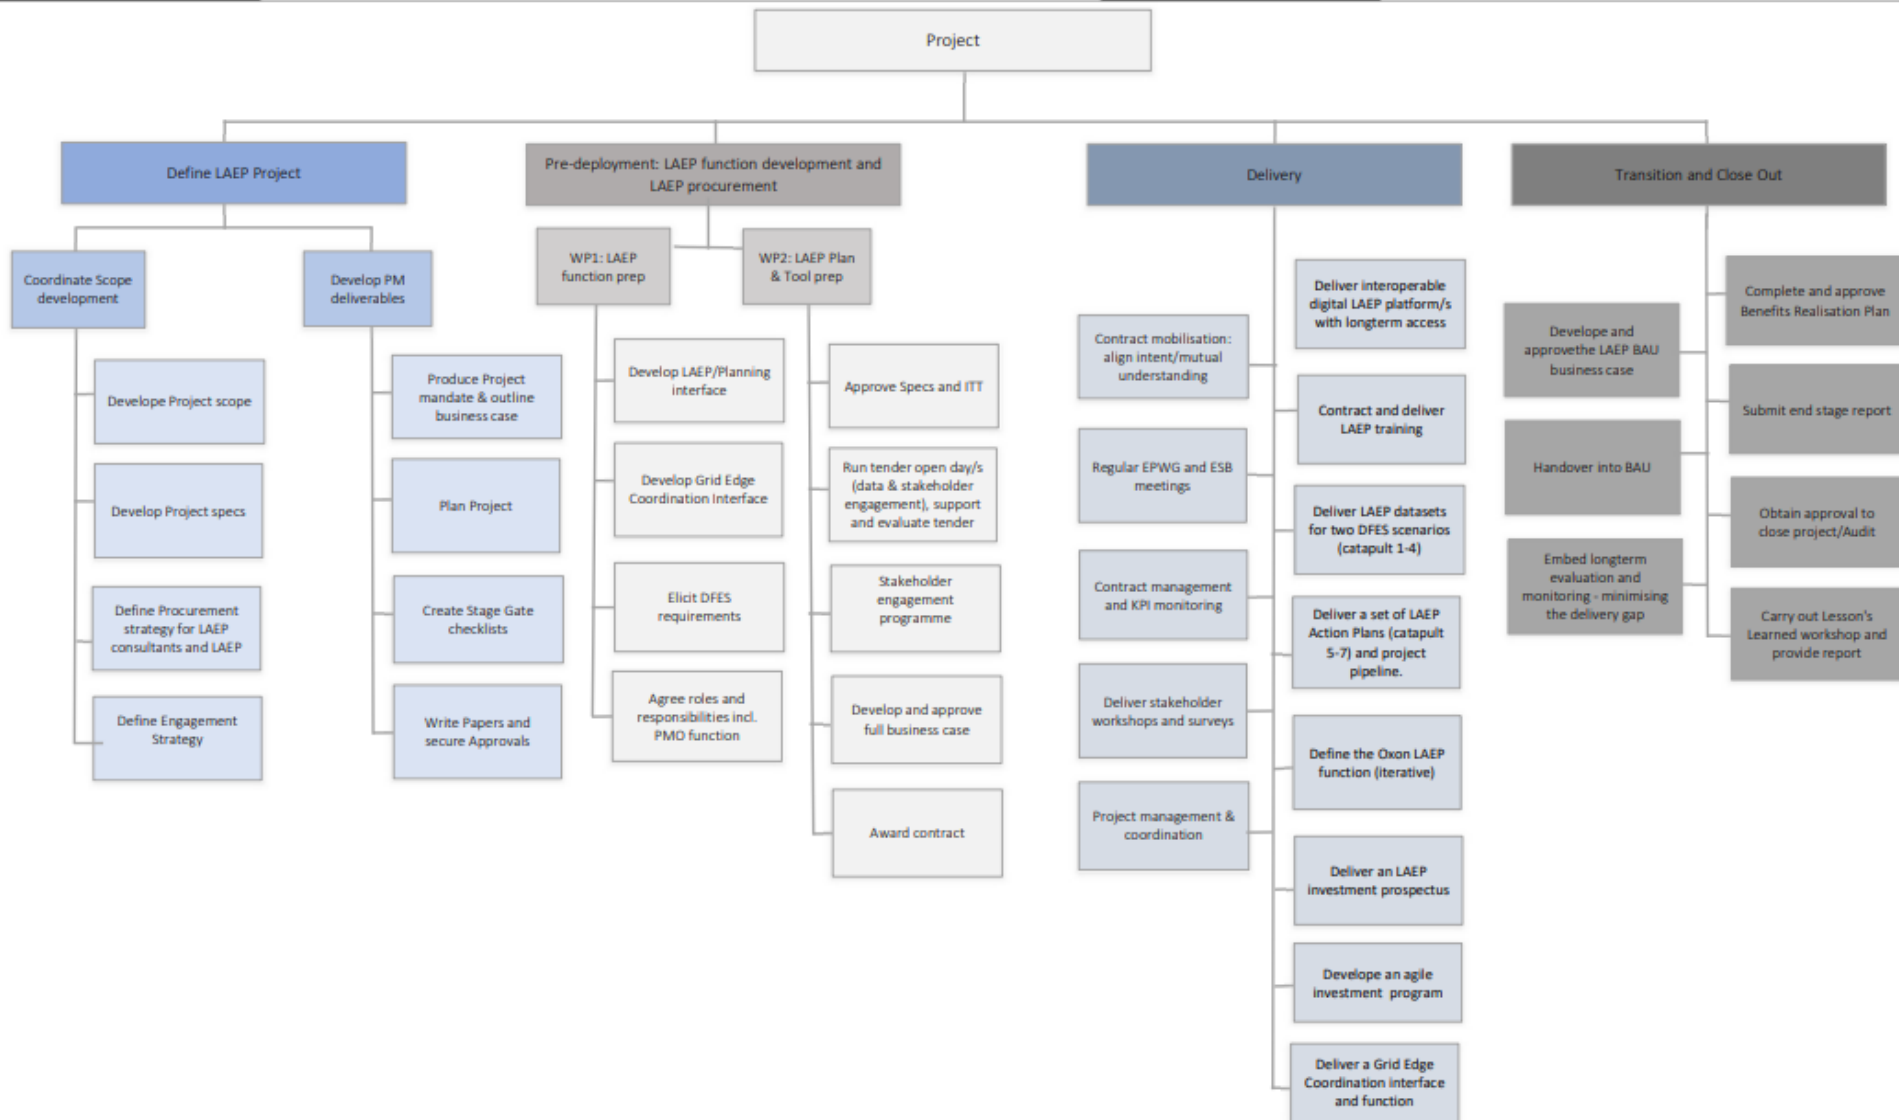 Project
Define LAEP Project
Coordinate Scope
development
Develope Project scope
Develop Project specs
Define Procurement
strategy for LAEP
consultants and LAEP
Define Engagement
Strategy
Develop PM
deliverables
Produce Project
mandate & outline
business case
Plan Project
Create Stage Gate
checklists
Write Papers and
secure Approvals
Pre-deployment: LAEP function development and
LAEP procurement
WP1: LAEP
function prep
Develop LAEP/Planning
interface
Develop Grid Edge
Coordination Interface
Elicit DFES
requirements
Agree roles and
responsibilities incl.
PMO function
WP2: LAEP Plan
& Tool prep
Approve Specs and ITT
Run tender open day/s
(data & stakeholder
engagement), support
and evaluate tender
Stakeholder
engagement
programme
Develop and approve
full business case
Award contract
Delivery
Contract mobilisation:
align intent/mutual
understanding
Regular EPWG and ESB
meetings
Contract management
and KPI monitoring
Deliver stakeholder
workshops and surveys
Project management &
coordination
Deliver interoperable
digital LAEP platform/s
with longterm access
Contract and deliver
LAEP training
Deliver LAEP datasets
for two DFES scenarios
(catapult 1-4)
Deliver a set of LAEP
Action Plans (catapult
5-7) and project
pipeline.
Define the Oxon LAEP
function (iterative)
Deliver an LAEP
investment prospectus
Develope an agile
investment program
Deliver a Grid Edge
Coordination interface
and function
Transition and Close Out
Develope and
approvethe LAEP BAU
business case
Handover into BAU
Embed longterm
evaluation and
monitoring - minimising
the delivery gap
Complete and approve
Benefits Realisation Plan
Submit end stage report
Obtain approval to
close project/Audit
Carry out Lesson's
Learned workshop and
provide report